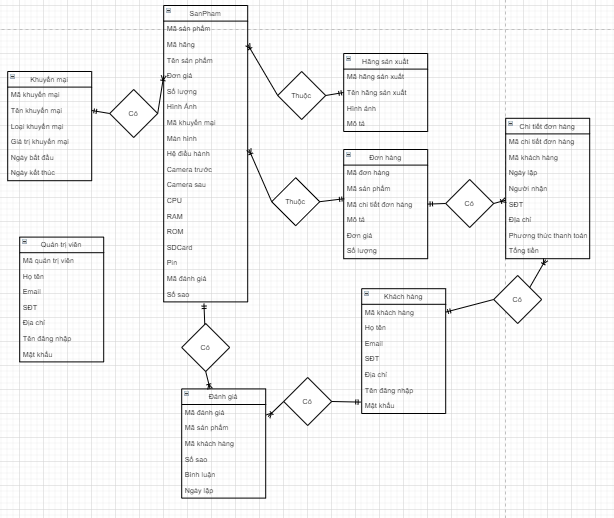 SanPham
Mã sản phẩm
Mã hãng
Tên sản phẩm
Đơn giá
Số lượng
Hình Ảnh
Mã khuyến mại
Màn hình
Hệ điều hành
Camera trước
Camera sau
CPU
RAM
ROM
SDCard
Pin
Mã đánh giá
Số sao
Khuyến mại
Mã khuyến mại
Tên khuyến mại
Loại khuyến mại
Giá trị khuyến mại
Ngày bắt đầu
Ngày kết thúc
Có
Thuộc
Hãng sản xuất
Mã hãng sản xuất
Tên hãng sản xuất
Hình ảnh
Mô tả
Thuộc
Đơn hàng
Mã đơn hàng
Mã sản phẩm
Mã chi tiết đơn hàng
Mô tả
Đơn giá
Số lượng
Có
Chi tiết đơn hàng
Mã chi tiết đơn hàng
Mã khách hàng
Ngày lập
Người nhận
SĐT
Địa chỉ
Phương thức thanh toán
Tổng tiền
Có
Quản trị viên
Mã quản trị viên
Họ tên
Email
SĐT
Địa chỉ
Tên đăng nhập
Mật khẩu
Khách hàng
Mã khách hàng
Họ tên
Email
SĐT
Địa chỉ
Tên đăng nhập
Mật khẩu
Có
Có
Đánh giá
Mã đánh giá
Mã sản phẩm
Mã khách hàng
Số sao
Bình luận
Ngày lập